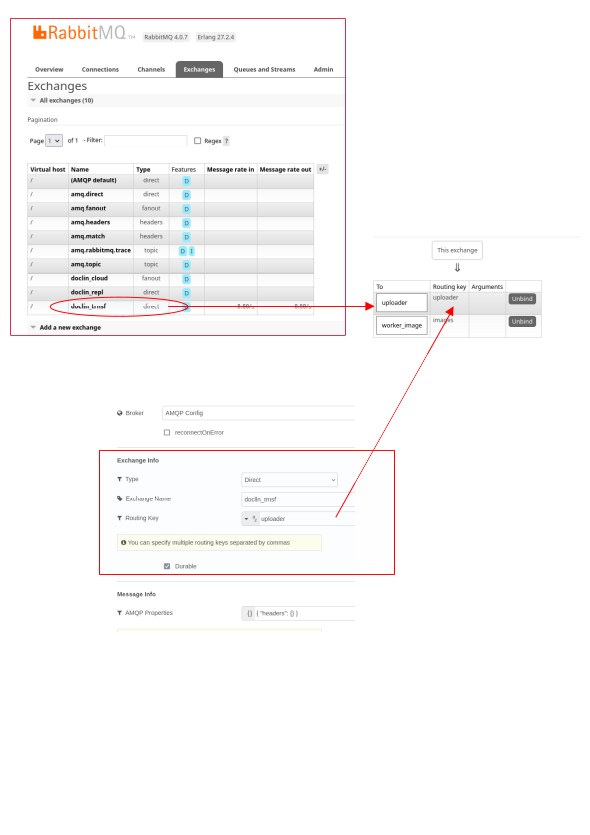 RabbitMQ TM RabbitMQ 4.0.7 Erlang 27.2.4
Overview Connections Channels Exchanges Queues and Streams Admin
Exchanges
All exchanges (10)
Pagination
Page 1 of 1 - Filter: Regex ?
Virtual host Name Type Features Message rate in Message rate out +/-
/ (AMQP default) direct D
/ amq.direct direct D
/ amq.fanout fanout D
/ amq.headers headers D
/ amq.match headers D
/ amq.rabbitmq.trace topic D I
/ amq.topic topic D
/ doclin_cloud fanout D
/ doclin_repl direct D
/ doclin_trnsf direct D 0.00/s 0.00/s
Add a new exchange
This exchange
⇓
To Routing key Arguments
uploader uploader Unbind
worker_image images Unbind
Broker AMQP Config
reconnectOnError
Exchange Info
Type Direct
Exchange Name doclin_trnsf
Routing Key uploader
You can specify multiple routing keys separated by commas
Durable
Message Info
AMQP Properties {} { "headers": {} }